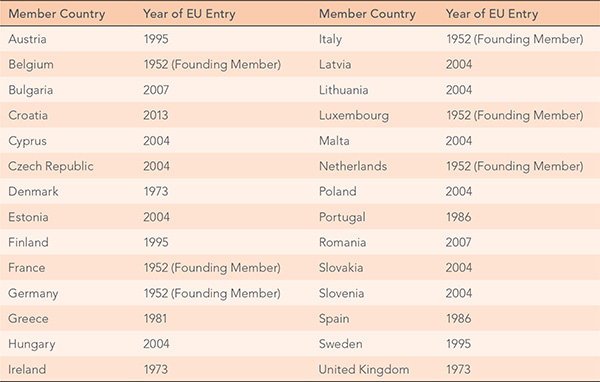 Member Country Year of EU Entry Member Country Year of EU Entry
Austria 1995 Italy 1952 (Founding Member)
Belgium 1952 (Founding Member) Latvia 2004
Bulgaria 2007 Lithuania 2004
Croatia 2013 Luxembourg 1952 (Founding Member)
Cyprus 2004 Malta 2004
Czech Republic 2004 Netherlands 1952 (Founding Member)
Denmark 1973 Poland 2004
Estonia 2004 Portugal 1986
Finland 1995 Romania 2007
France 1952 (Founding Member) Slovakia 2004
Germany 1952 (Founding Member) Slovenia 2004
Greece 1981 Spain 1986
Hungary 2004 Sweden 1995
Ireland 1973 United Kingdom 1973